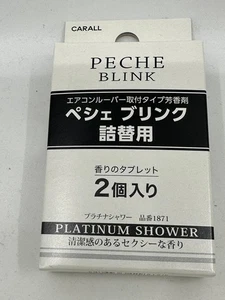 CARALL
PECHE
BLINK
エアコンルーバー取付タイプ芳香剤
ペシェ ブリンク
詰替用
香りのタブレット
2個入り
プラチナシャワー 品番1871
PLATINUM SHOWER
清潔感のあるセクシーな香り